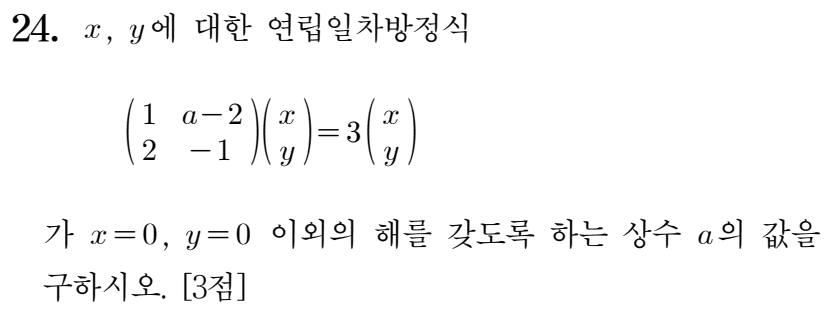 24. x, y에 대한 연립일차방정식
( 1 a-2 ) ( x ) = 3 ( x )
( 2 -1 ) ( y ) ( y )
가 x=0, y=0 이외의 해를 갖도록 하는 상수 a의 값을
구하시오. [3점]